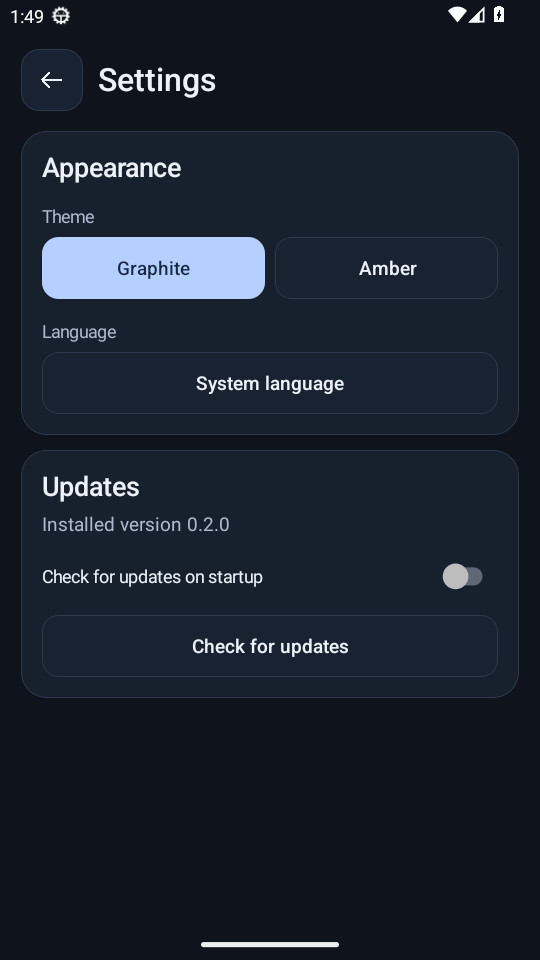 1:49
Settings
Appearance
Theme
Graphite
Amber
Language
System language
Updates
Installed version 0.2.0
Check for updates on startup
Check for updates